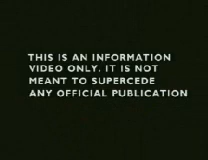 THIS IS AN INFORMATION
VIDEO ONLY. IT IS NOT
MEANT TO SUPERCEDE
ANY OFFICIAL PUBLICATION